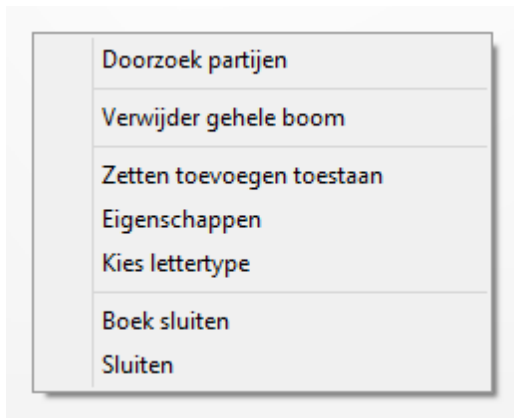 Doorzoek partijen
Verwijder gehele boom
Zetten toevoegen toestaan
Eigenschappen
Kies lettertype
Boek sluiten
Sluiten